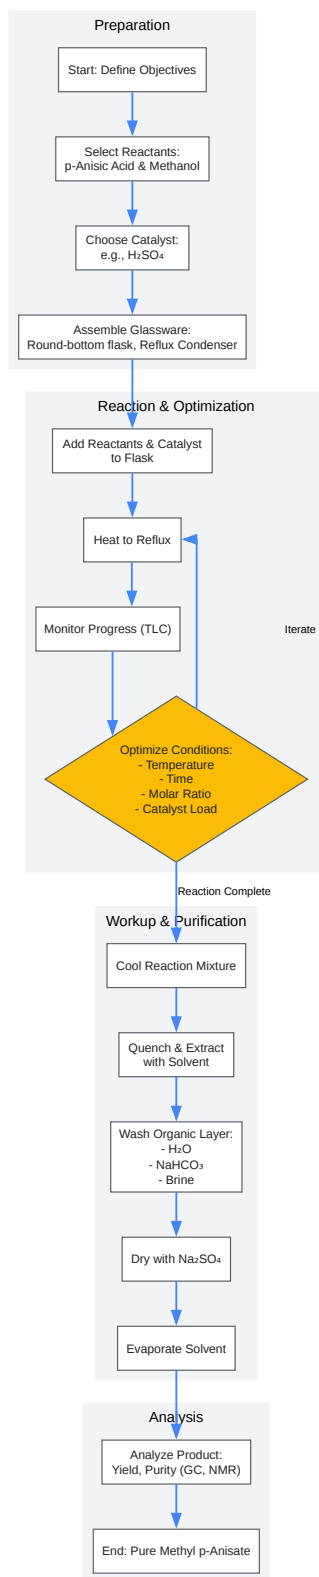 Preparation
Start: Define Objectives
Select Reactants:
p-Anisic Acid & Methanol
Choose Catalyst:
e.g., H₂SO₄
Assemble Glassware:
Round-bottom flask, Reflux Condenser
Reaction & Optimization
Add Reactants & Catalyst
to Flask
Heat to Reflux
Monitor Progress (TLC)
Iterate
Optimize Conditions:
- Temperature
- Time
- Molar Ratio
- Catalyst Load
Reaction Complete
Workup & Purification
Cool Reaction Mixture
Quench & Extract
with Solvent
Wash Organic Layer:
- H₂O
- NaHCO₃
- Brine
Dry with Na₂SO₄
Evaporate Solvent
Analysis
Analyze Product:
Yield, Purity (GC, NMR)
End: Pure Methyl p-Anisate